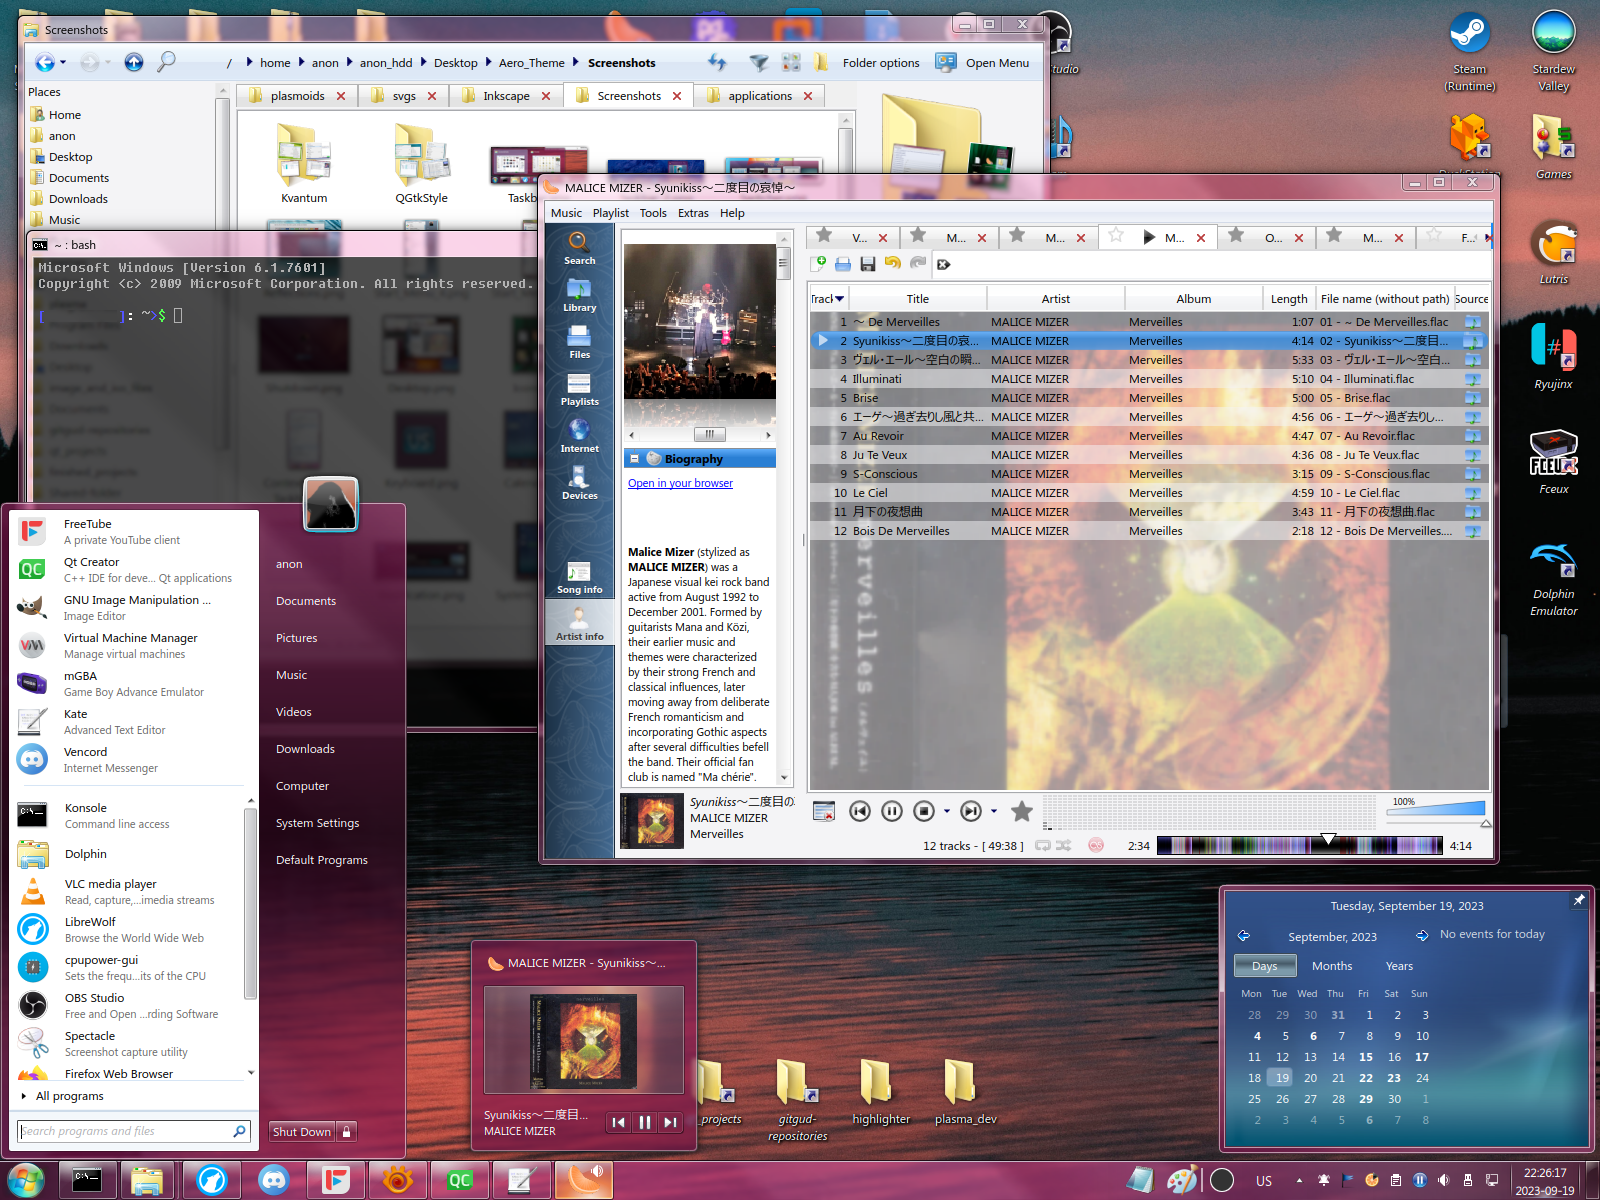 Screenshots
/ home anon anon_hdd Desktop Aero_Theme Screenshots
Folder options
Open Menu
Places
Home
anon
Desktop
Documents
Downloads
Music
plasmoids
svgs
Inkscape
Screenshots
applications
Kvantum
QGtkStyle
~ : bash
Microsoft Windows [Version 6.1.7601]
Copyright <c> 2009 Microsoft Corporation. All rights reserved.
[ ]: ~>$
MALICE MIZER - Syunikiss～二度目の哀悼～
Music Playlist Tools Extras Help
Search
Library
Files
Playlists
Internet
Devices
Song info
Artist info
Biography
Open in your browser
Malice Mizer (stylized as
MALICE MIZER) was a
Japanese visual kei rock band
active from August 1992 to
December 2001. Formed by
guitarists Mana and Közi,
their earlier music and
themes were characterized
by their strong French and
classical influences, later
moving away from deliberate
French romanticism and
incorporating Gothic aspects
after several difficulties befell
the band. Their official fan
club is named "Ma chérie".
Syunikiss～二度目の
MALICE MIZER
Merveilles
V...
M...
M...
M...
O...
M...
F...
Track Title Artist Album Length File name (without path) Source
1 ～ De Merveilles MALICE MIZER Merveilles 1:07 01 - ~ De Merveilles.flac
2 Syunikiss～二度目の哀... MALICE MIZER Merveilles 4:14 02 - Syunikiss～二度目...
3 ヴェル・エール～空白の瞬... MALICE MIZER Merveilles 5:33 03 - ヴェル・エール～空白...
4 Illuminati MALICE MIZER Merveilles 5:10 04 - Illuminati.flac
5 Brise MALICE MIZER Merveilles 5:00 05 - Brise.flac
6 エーゲ～過ぎ去りし風と共... MALICE MIZER Merveilles 4:56 06 - エーゲ～過ぎ去りし...
7 Au Revoir MALICE MIZER Merveilles 4:47 07 - Au Revoir.flac
8 Ju Te Veux MALICE MIZER Merveilles 4:36 08 - Ju Te Veux.flac
9 S-Conscious MALICE MIZER Merveilles 3:15 09 - S-Conscious.flac
10 Le Ciel MALICE MIZER Merveilles 4:59 10 - Le Ciel.flac
11 月下の夜想曲 MALICE MIZER Merveilles 3:43 11 - 月下の夜想曲.flac
12 Bois De Merveilles MALICE MIZER Merveilles 2:18 12 - Bois De Merveilles....
100%
12 tracks - [ 49:38 ]
2:34
4:14
Steam
(Runtime)
Stardew
Valley
Games
Lutris
Ryujinx
Fceux
Dolphin
Emulator
FreeTube
A private YouTube client
Qt Creator
C++ IDE for deve... Qt applications
GNU Image Manipulation ...
Image Editor
Virtual Machine Manager
Manage virtual machines
mGBA
Game Boy Advance Emulator
Kate
Advanced Text Editor
Vencord
Internet Messenger
Konsole
Command line access
Dolphin
VLC media player
Read, capture,...imedia streams
LibreWolf
Browse the World Wide Web
cpupower-gui
Sets the frequ...its of the CPU
OBS Studio
Free and Open ...rding Software
Spectacle
Screenshot capture utility
Firefox Web Browser
All programs
Search programs and files
anon
Documents
Pictures
Music
Videos
Downloads
Computer
System Settings
Default Programs
Shut Down
MALICE MIZER - Syunikiss～...
Syunikiss～二度目...
MALICE MIZER
_projects
gitgud-
repositories
highlighter
plasma_dev
Tuesday, September 19, 2023
September, 2023
No events for today
Days Months Years
Mon Tue Wed Thu Fri Sat Sun
28 29 30 31 1 2 3
4 5 6 7 8 9 10
11 12 13 14 15 16 17
18 19 20 21 22 23 24
25 26 27 28 29 30 1
2 3 4 5 6 7 8
US
22:26:17
2023-09-19